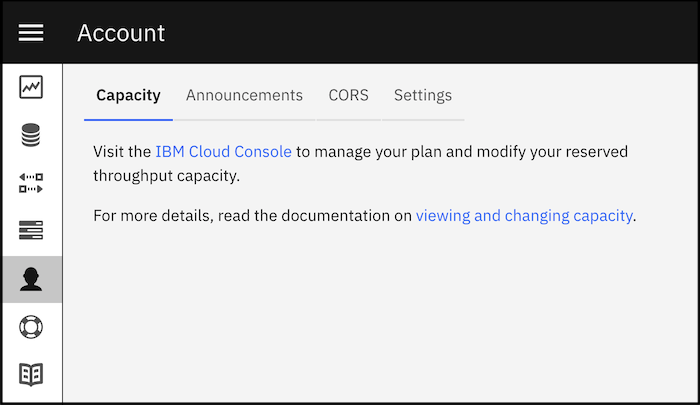 Account
Capacity Announcements CORS Settings
Visit the IBM Cloud Console to manage your plan and modify your reserved
throughput capacity.
For more details, read the documentation on viewing and changing capacity.